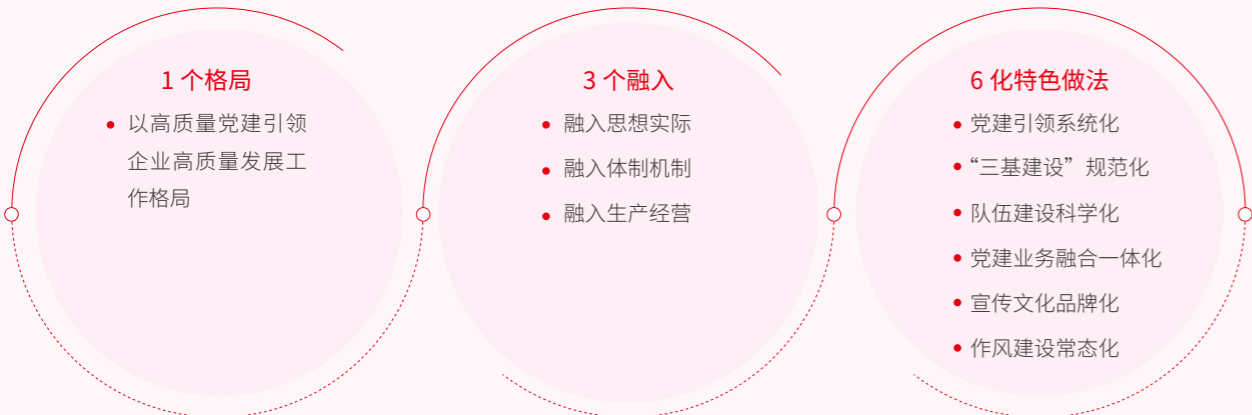 1 个格局
以高质量党建引领
企业高质量发展工
作格局
3 个融入
融入思想实际
融入体制机制
融入生产经营
6 化特色做法
党建引领系统化
“三基建设”规范化
队伍建设科学化
党建业务融合一体化
宣传文化品牌化
作风建设常态化